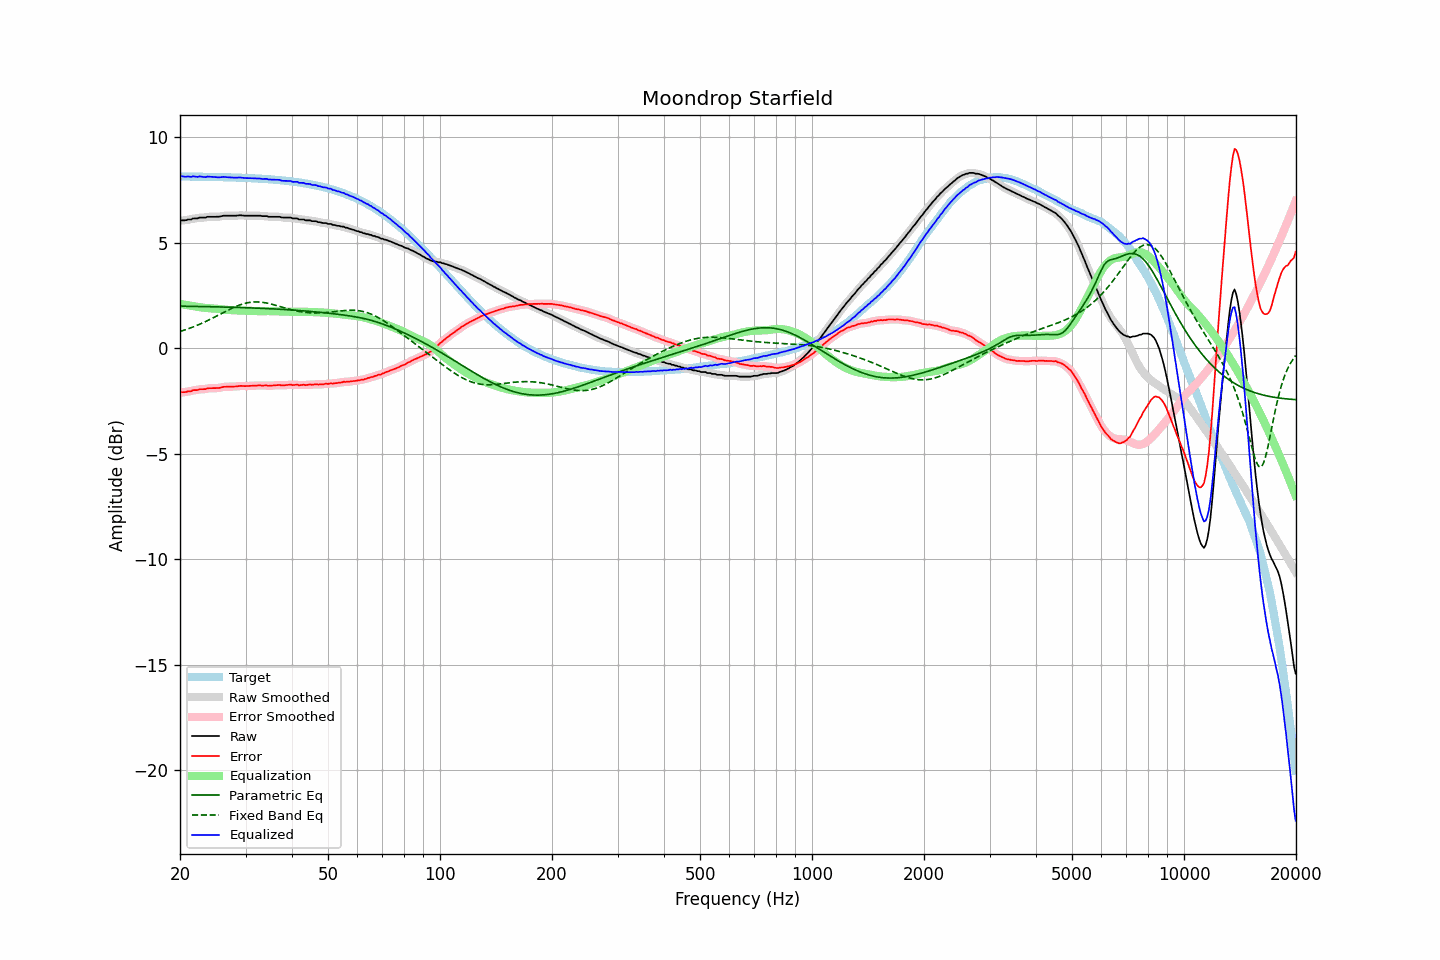 Moondrop Starfield
10
5
0
−5
−10
−15
−20
Amplitude (dBr)
Target
Raw Smoothed
Error Smoothed
Raw
Error
Equalization
Parametric Eq
Fixed Band Eq
Equalized
20 50 100 200 500 1000 2000 5000 10000 20000
Frequency (Hz)